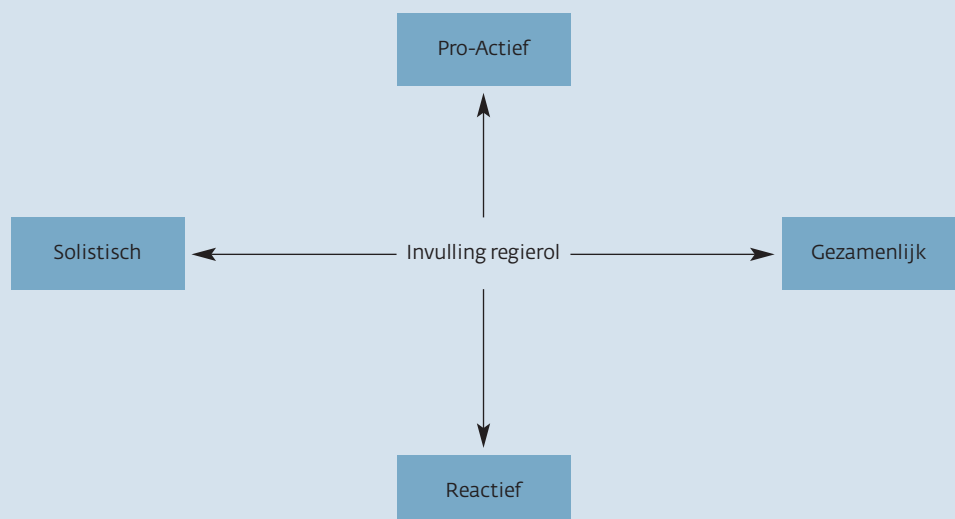 Pro-Actief
Solistisch
Invulling regierol
Gezamenlijk
Reactief